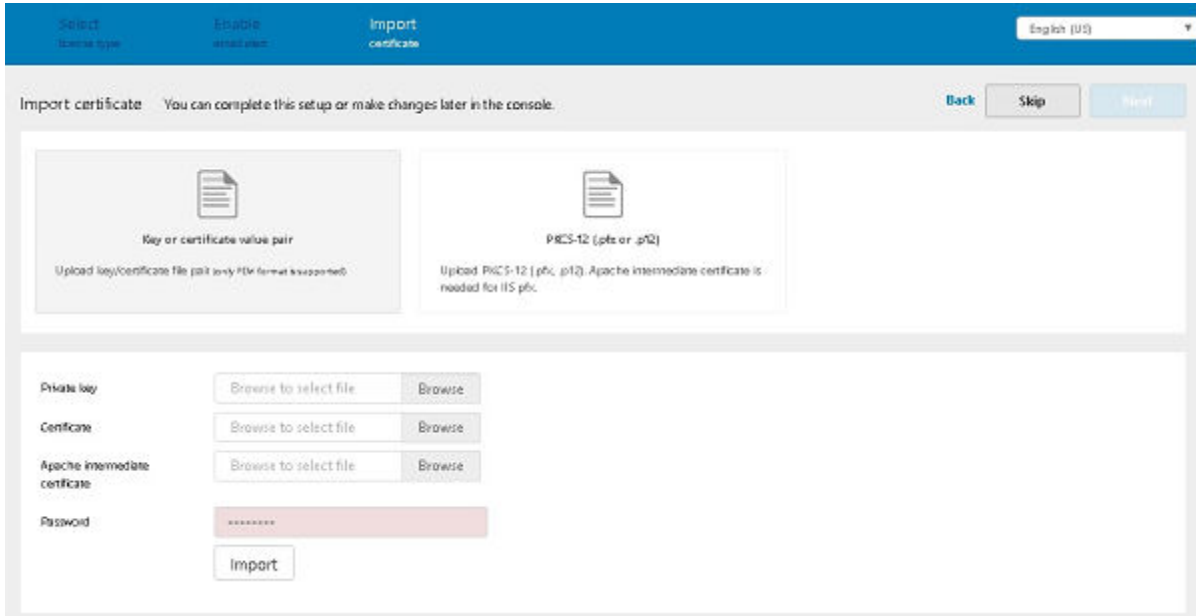 Select
license type
Enable
email alert
Import
certificate
English (US)
Import certificate
You can complete this setup or make changes later in the console.
Back
Skip
Next
Key or certificate value pair
Upload key/certificate file pair (only PEM format is supported)
PKCS-12 (.pfx or .p12)
Upload PKCS-12 (.pfx, .p12). Apache intermediate certificate is
needed for IIS pfx.
Private key
Browse to select file
Browse
Certificate
Browse to select file
Browse
Apache intermediate
certificate
Browse to select file
Browse
Password
••••••••
Import